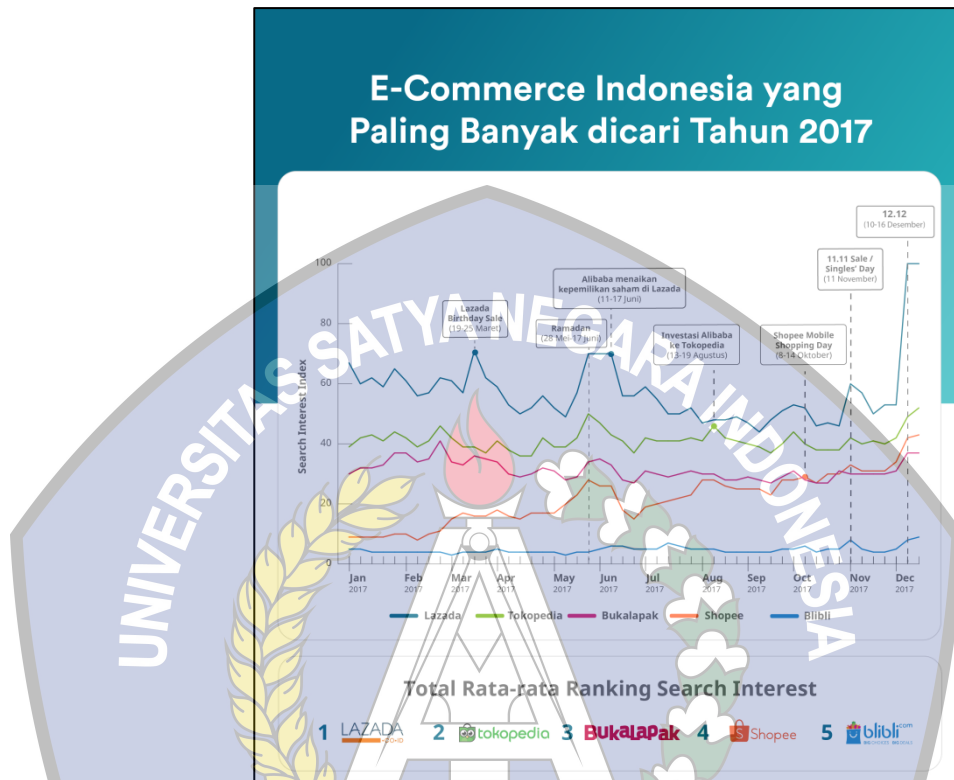 E-Commerce Indonesia yang
Paling Banyak dicari Tahun 2017
12.12
(10-16 Desember)
11.11 Sale /
Singles' Day
(11 November)
Alibaba menaikan
kepemilikan saham di Lazada
(11-17 Juni)
Lazada
Birthday Sale
(19-25 Maret)
Ramadan
(28 Mei-17 Juni)
Investasi Alibaba
ke Tokopedia
(13-19 Agustus)
Shopee Mobile
Shopping Day
(8-14 Oktober)
Search Interest Index
100
80
60
40
20
0
Jan Feb Mar Apr May Jun Jul Aug Sep Oct Nov Dec
2017 2017 2017 2017 2017 2017 2017 2017 2017 2017 2017 2017
Lazada Tokopedia Bukalapak Shopee Blibli
UNIVERSITAS SATYA NEGARA INDONESIA
Total Rata-rata Ranking Search Interest
1 LAZADA 2 tokopedia 3 BukaLapak 4 Shopee 5 blibli.com
BIG CHOICES BIG DEALS